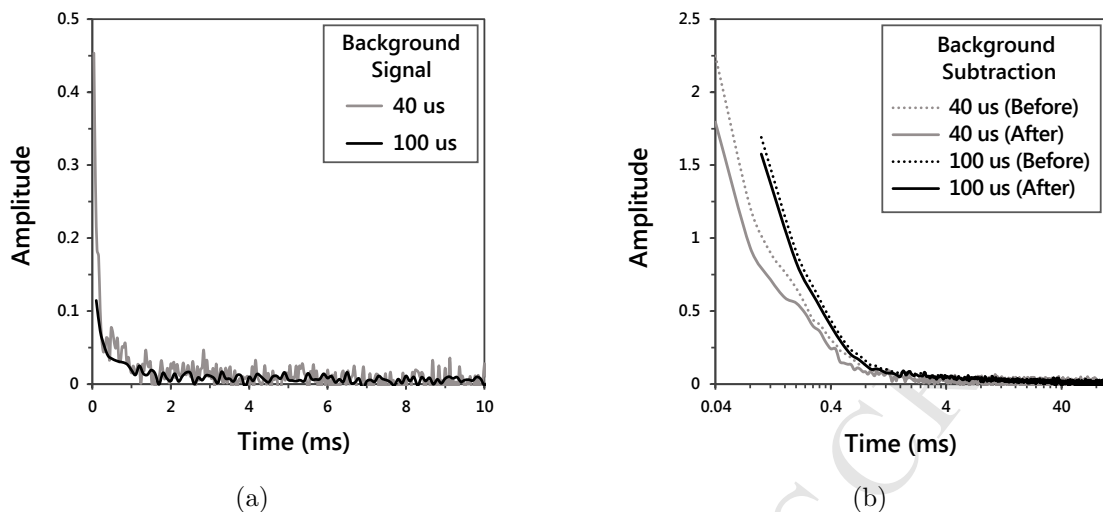 0.5
0.4
0.3
0.2
0.1
0
0 2 4 6 8 10
Amplitude
Time (ms)
Background
Signal
40 us
100 us
(a)
2.5
2
1.5
1
0.5
0
0.04 0.4 4 40
Amplitude
Time (ms)
Background
Subtraction
40 us (Before)
40 us (After)
100 us (Before)
100 us (After)
(b)